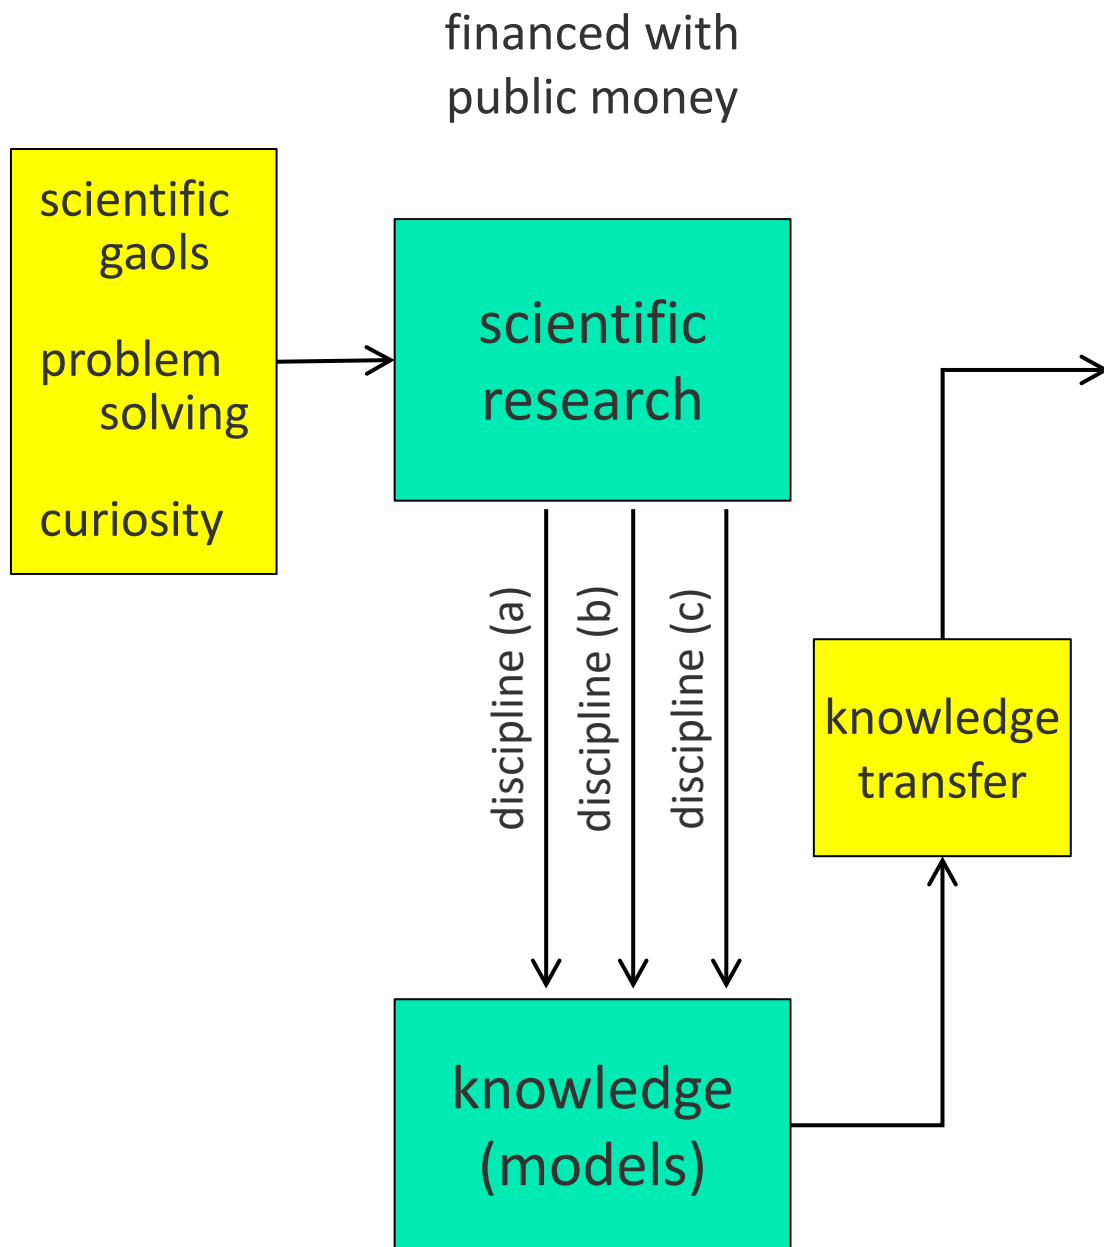 financed with
public money
scientific
gaols
problem
solving
curiosity
scientific
research
discipline (a)
discipline (b)
discipline (c)
knowledge
transfer
knowledge
(models)